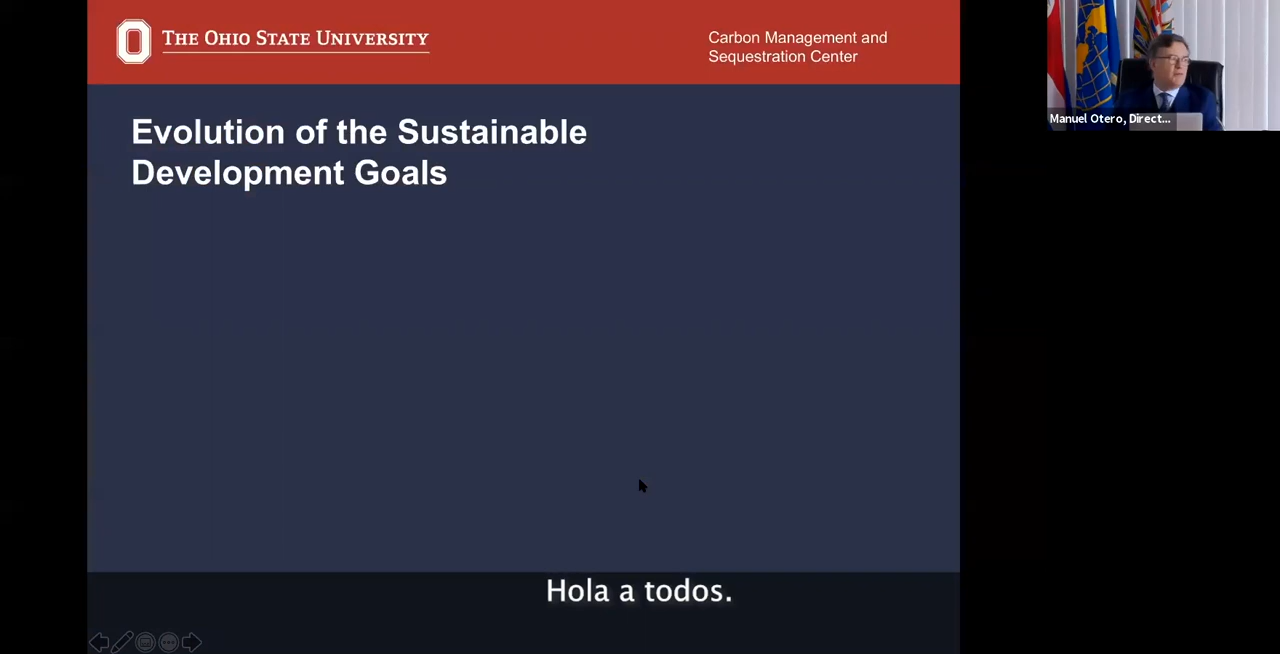 THE OHIO STATE UNIVERSITY
Carbon Management and
Sequestration Center
Evolution of the Sustainable
Development Goals
Manuel Otero, Direct...
Hola a todos.